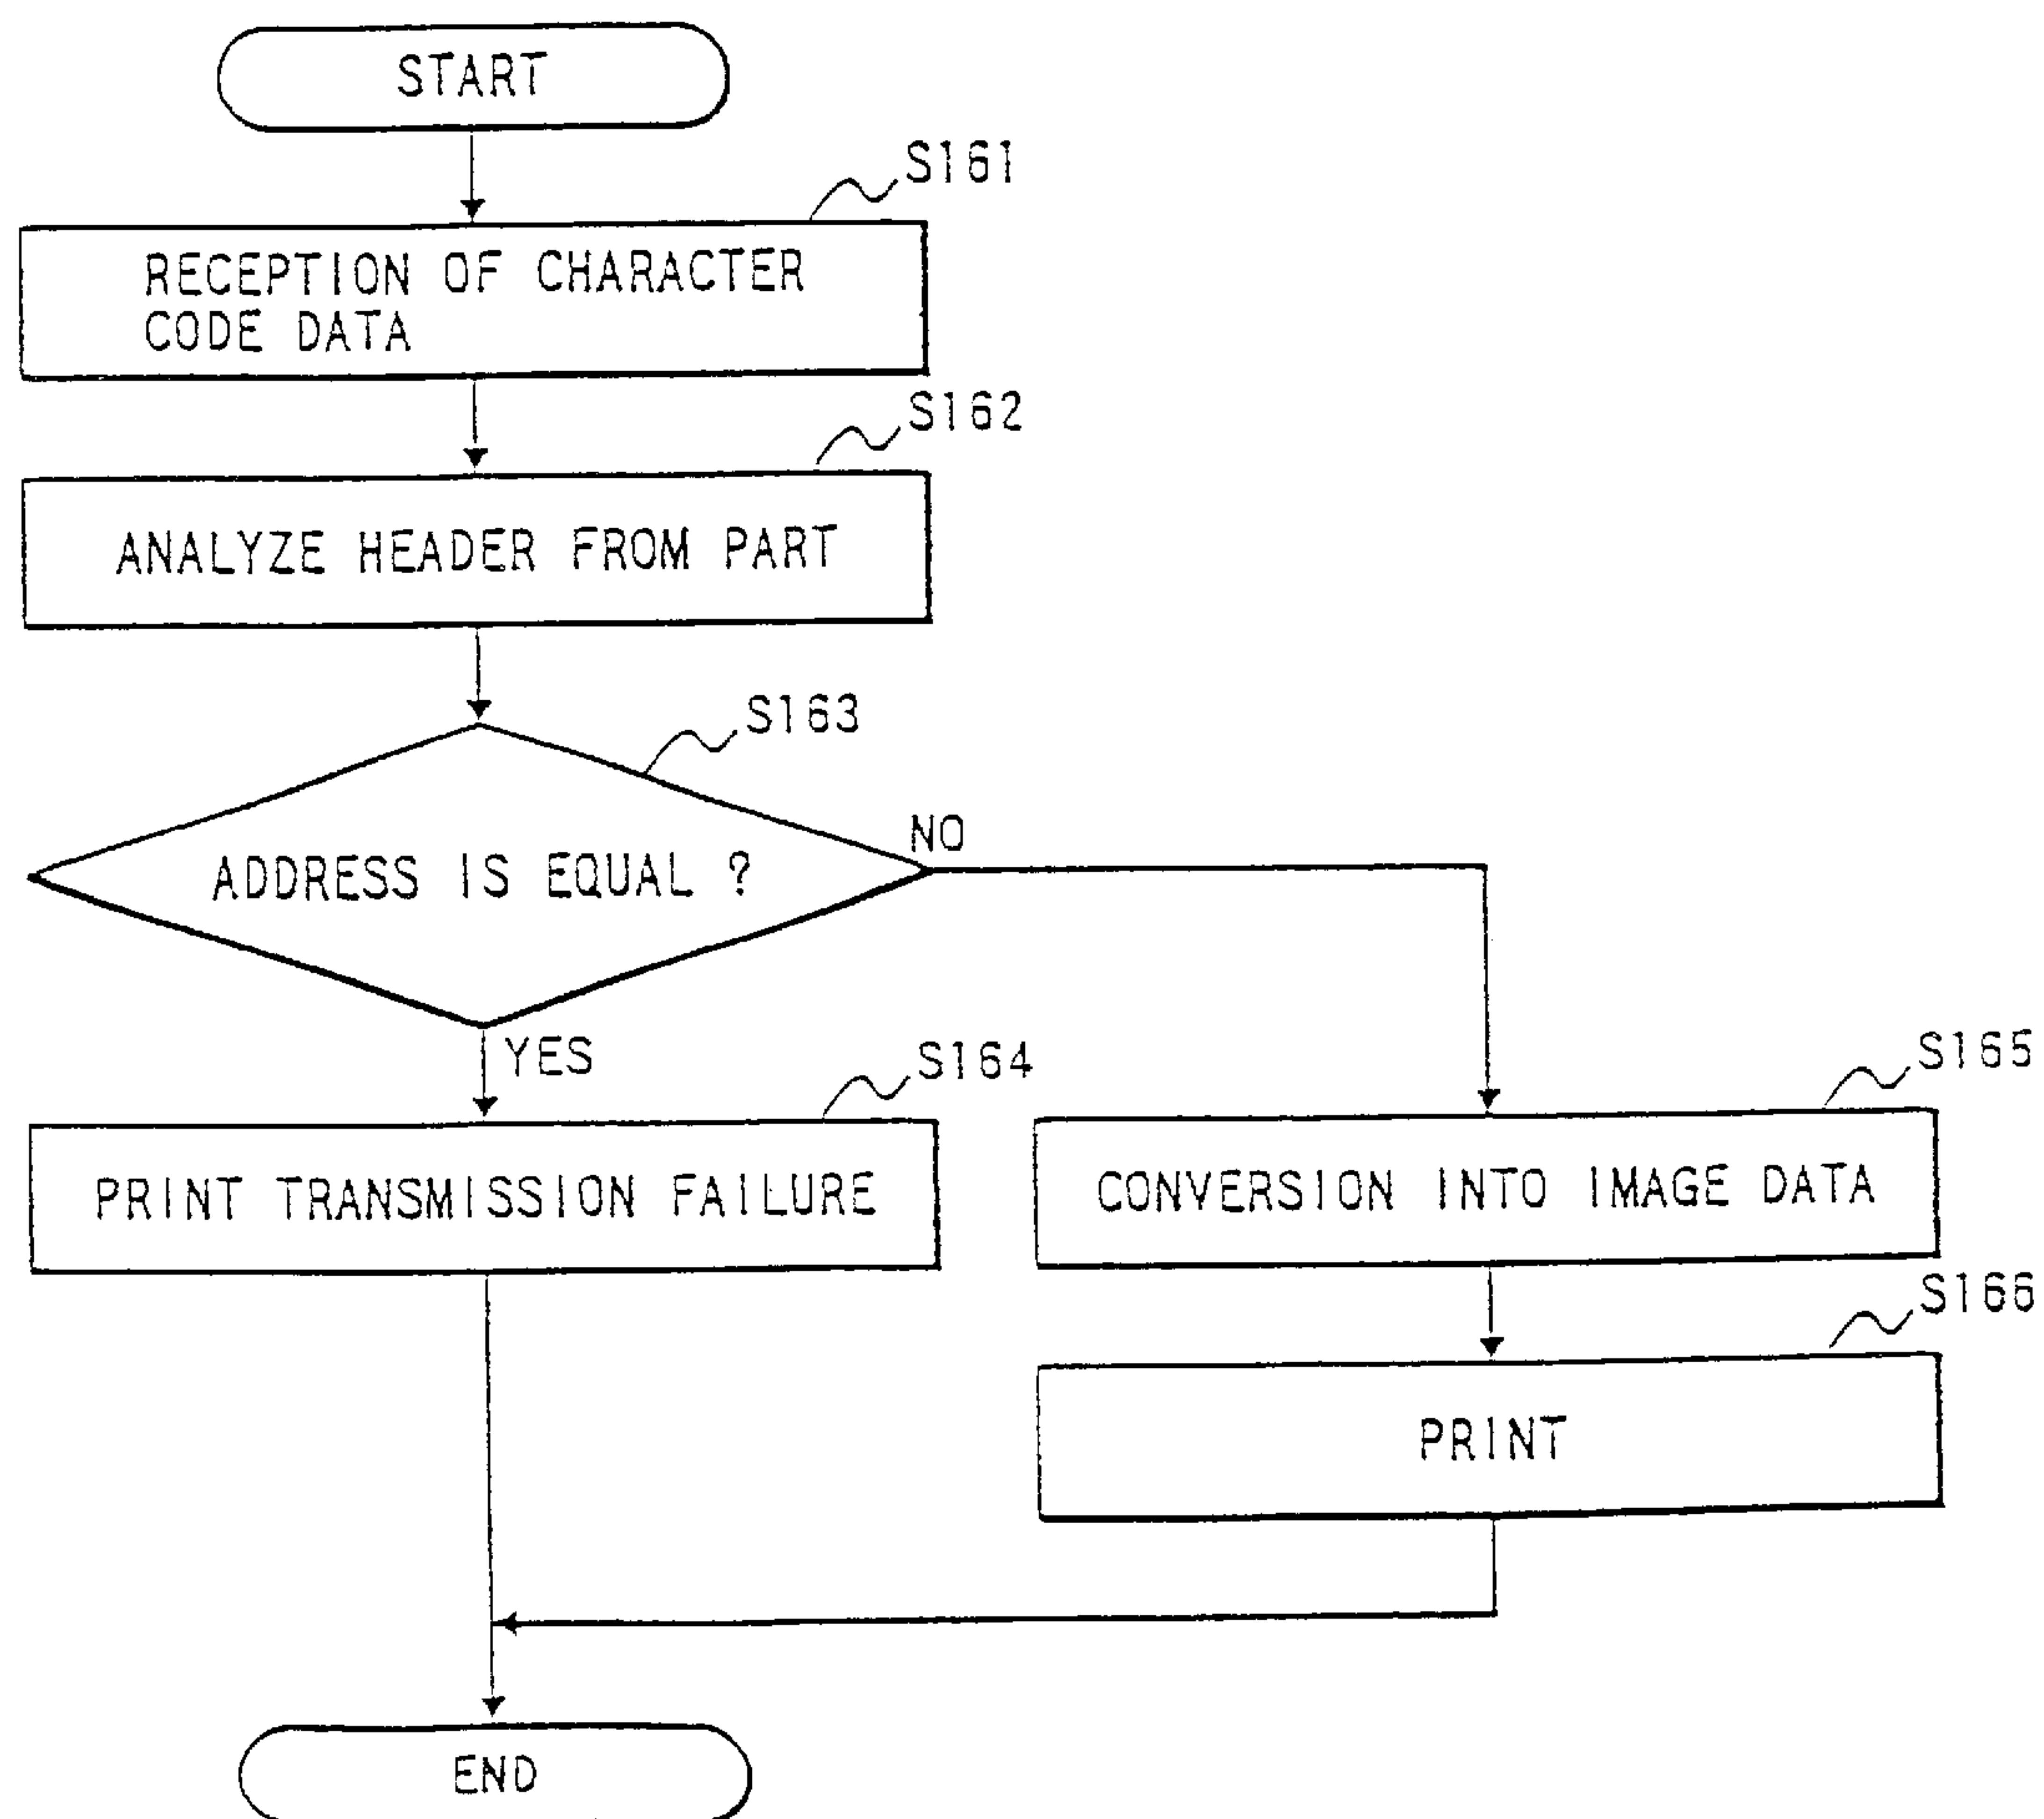 START
S161
RECEPTION OF CHARACTER
CODE DATA
S162
ANALYZE HEADER FROM PART
S163
ADDRESS IS EQUAL ?
NO
YES
S164
PRINT TRANSMISSION FAILURE
S165
CONVERSION INTO IMAGE DATA
S166
PRINT
END